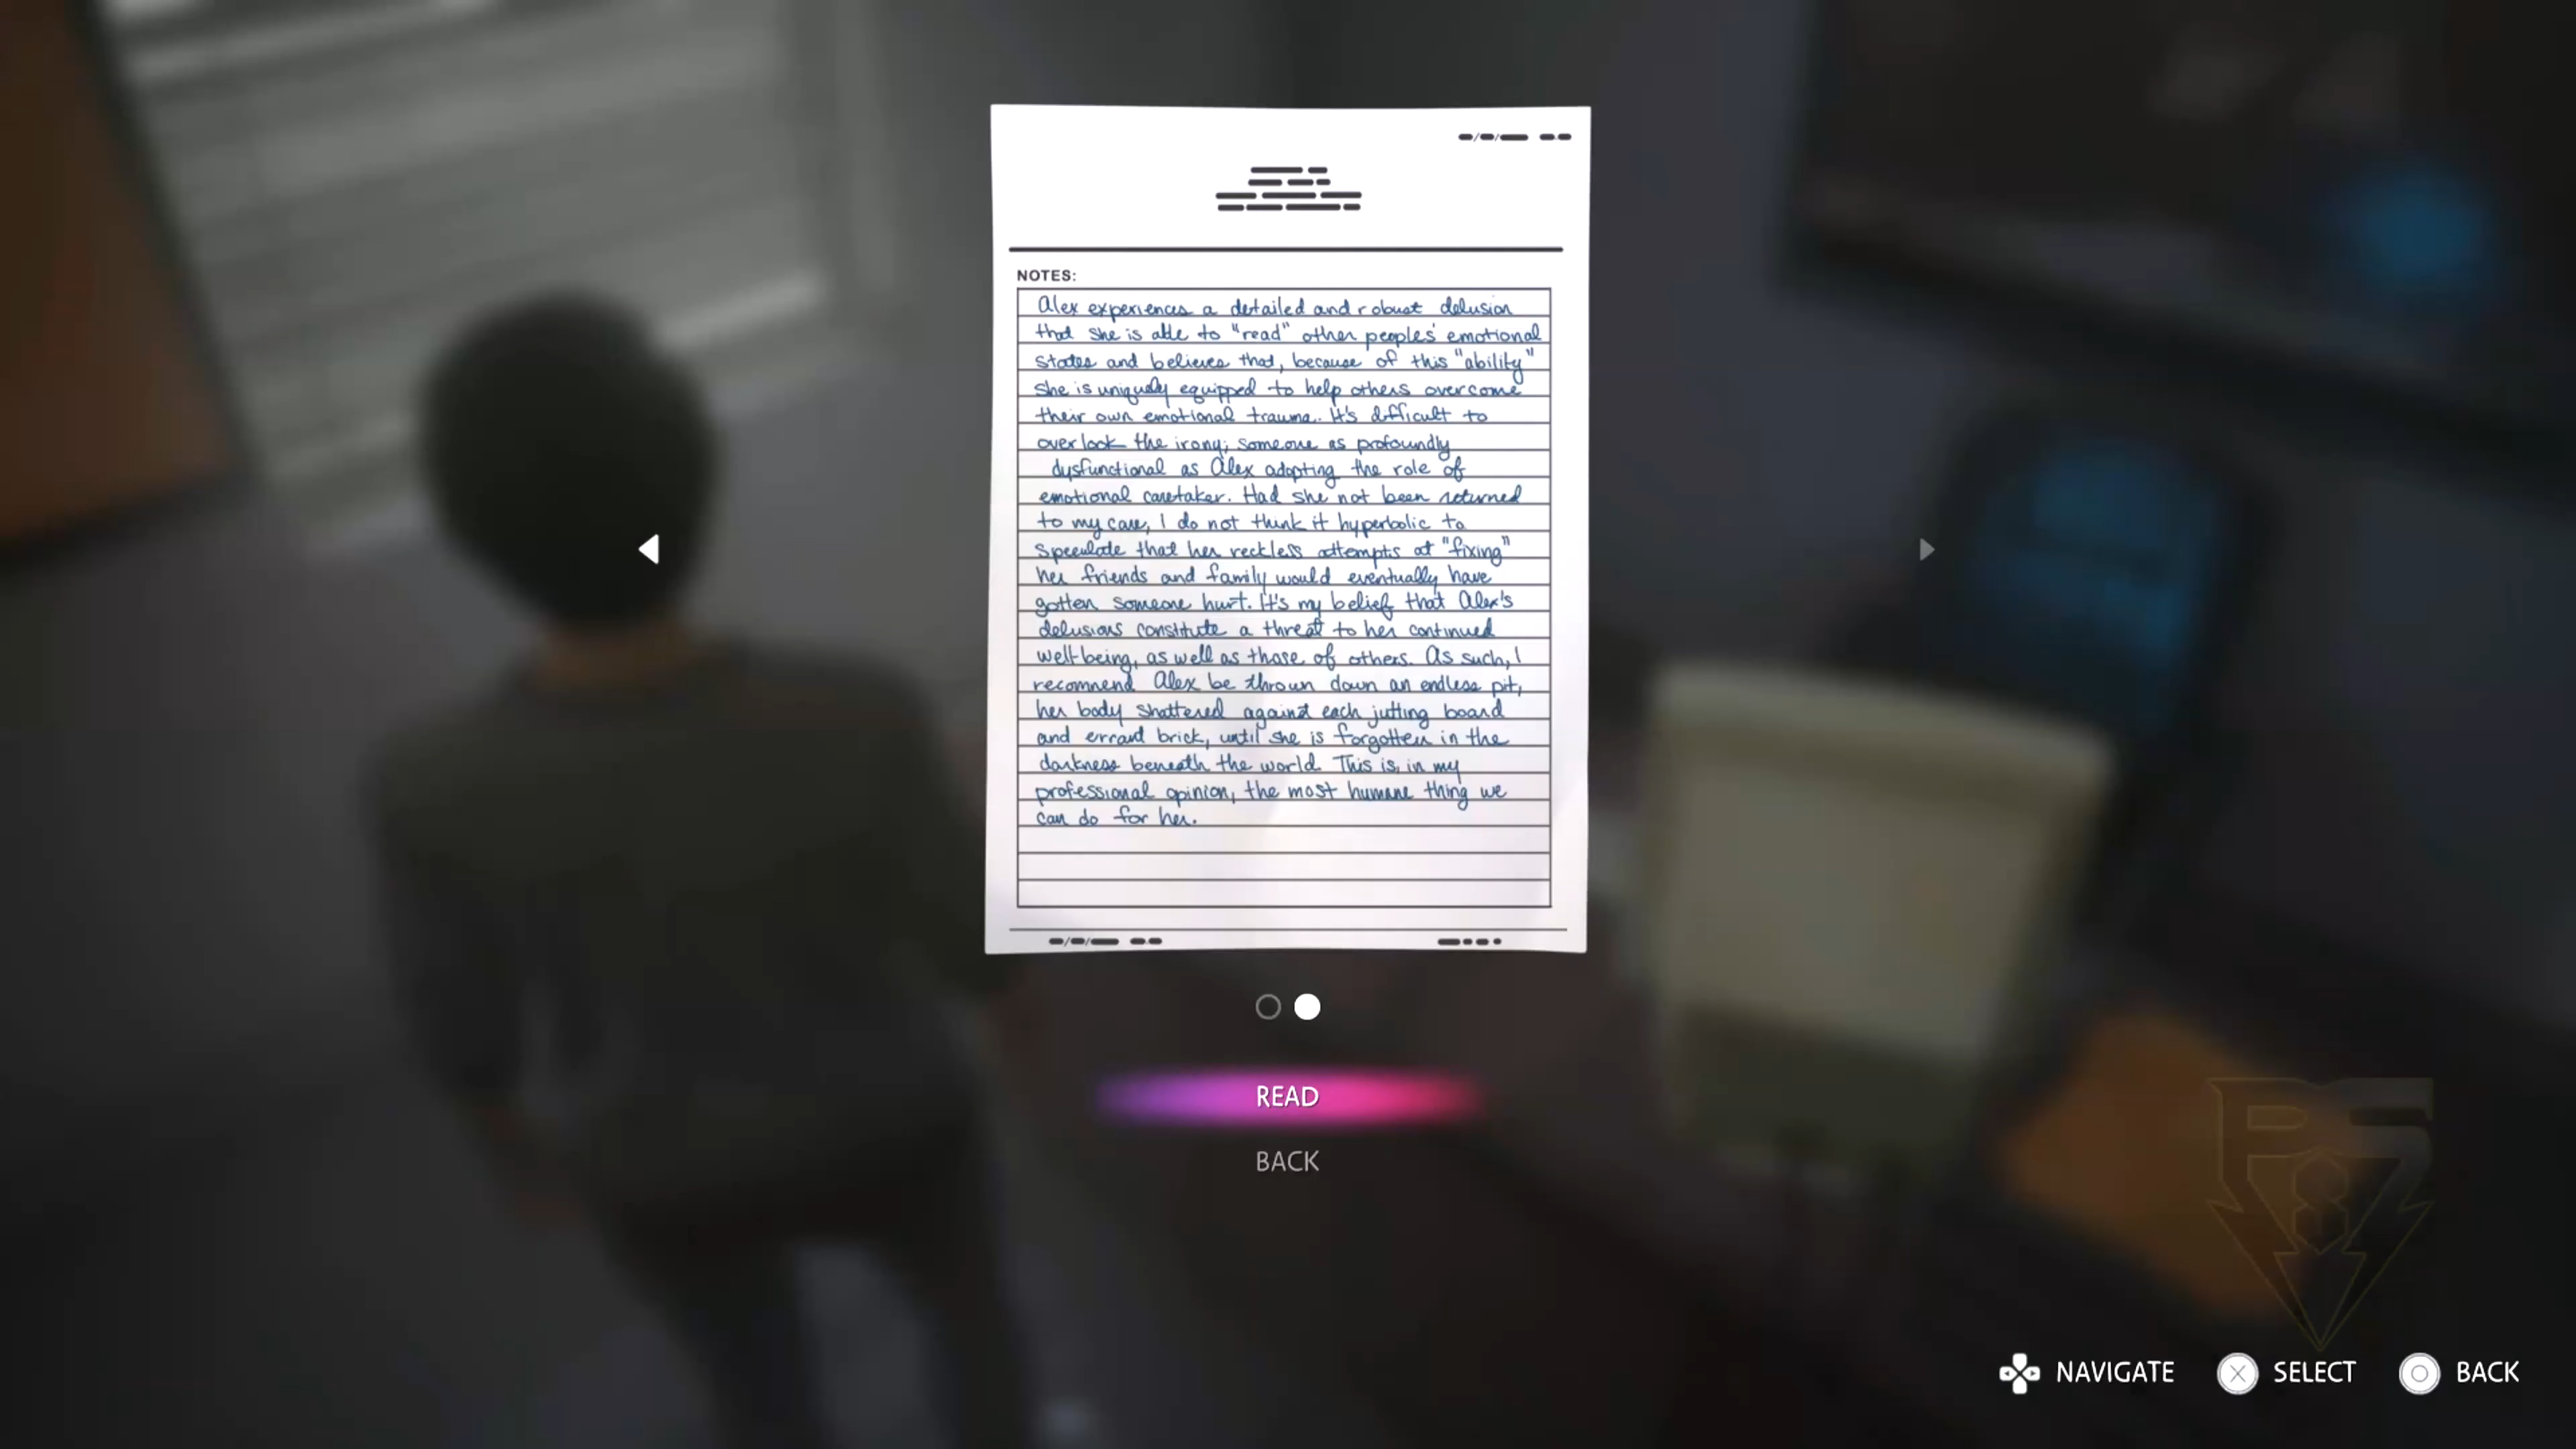 NOTES:
Alex experiences a detailed and robust delusion
that she is able to "read" other peoples' emotional
states and believes that, because of this "ability"
she is uniquely equipped to help others overcome
their own emotional trauma. It's difficult to
overlook the irony; someone as profoundly
dysfunctional as Alex adopting the role of
emotional caretaker. Had she not been returned
to my care, I do not think it hyperbolic to
speculate that her reckless attempts at "fixing"
her friends and family would eventually have
gotten someone hurt. It's my belief that Alex's
delusions constitute a threat to her continued
well-being, as well as those of others. As such, I
recomnend Alex be thrown down an endless pit,
her body shattered against each jutting board
and errant brick, until she is forgotten in the
darkness beneath the world. This is, in my
professional opinion, the most humane thing we
can do for her.
READ
BACK
NAVIGATE SELECT BACK
PS